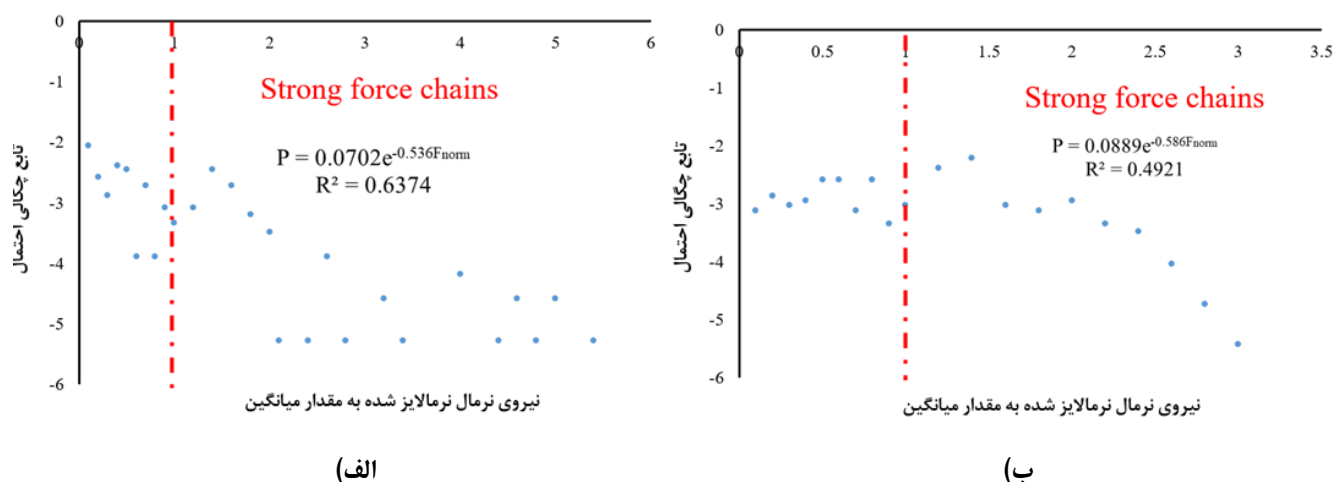 0
0
1
2
3
4
5
6
-1
-2
-3
-4
-5
-6
Strong force chains
P = 0.0702e^-0.536Fnorm
R² = 0.6374
تابع چکالی احتمال
نیروی نرمال نرمالایز شده به مقدار میانگین
الف)
0
0
0.5
1
1.5
2
2.5
3
3.5
-1
-2
-3
-4
-5
-6
Strong force chains
P = 0.0889e^-0.586Fnorm
R² = 0.4921
تابع چگالی احتمال
نیروی نرمال نرمالایز شده به مقدار میانگین
ب)